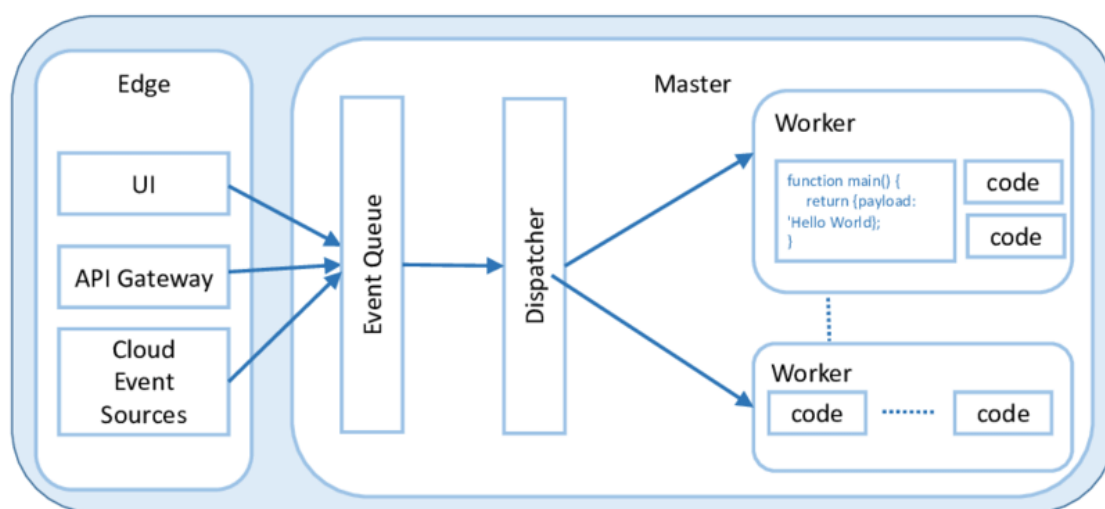 Edge
UI
API Gateway
Cloud
Event
Sources
Master
Event Queue
Dispatcher
Worker
function main() {
return {payload:
'Hello World};
}
code
code
Worker
code
code